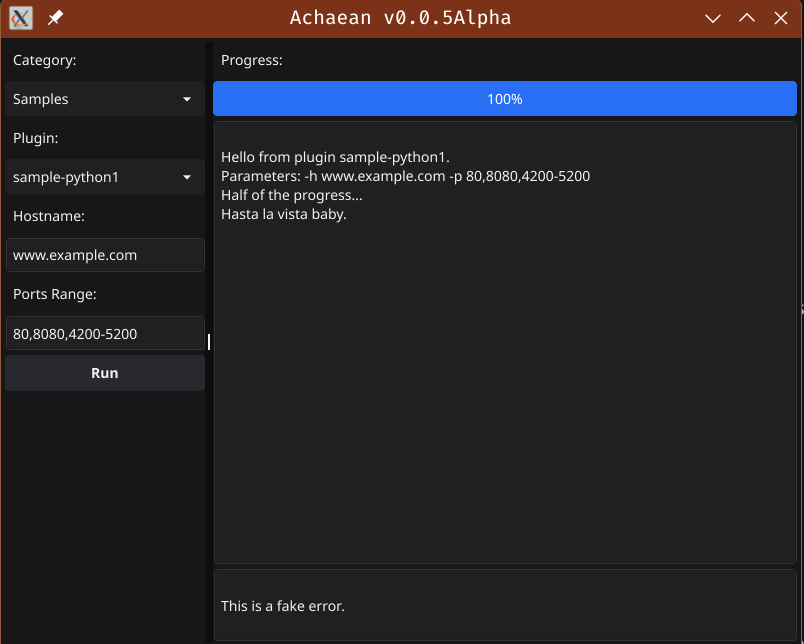 Achaean v0.0.5Alpha
Category:
Samples
Plugin:
sample-python1
Hostname:
www.example.com
Ports Range:
80,8080,4200-5200
Run
Progress:
100%
Hello from plugin sample-python1.
Parameters: -h www.example.com -p 80,8080,4200-5200
Half of the progress...
Hasta la vista baby.
This is a fake error.